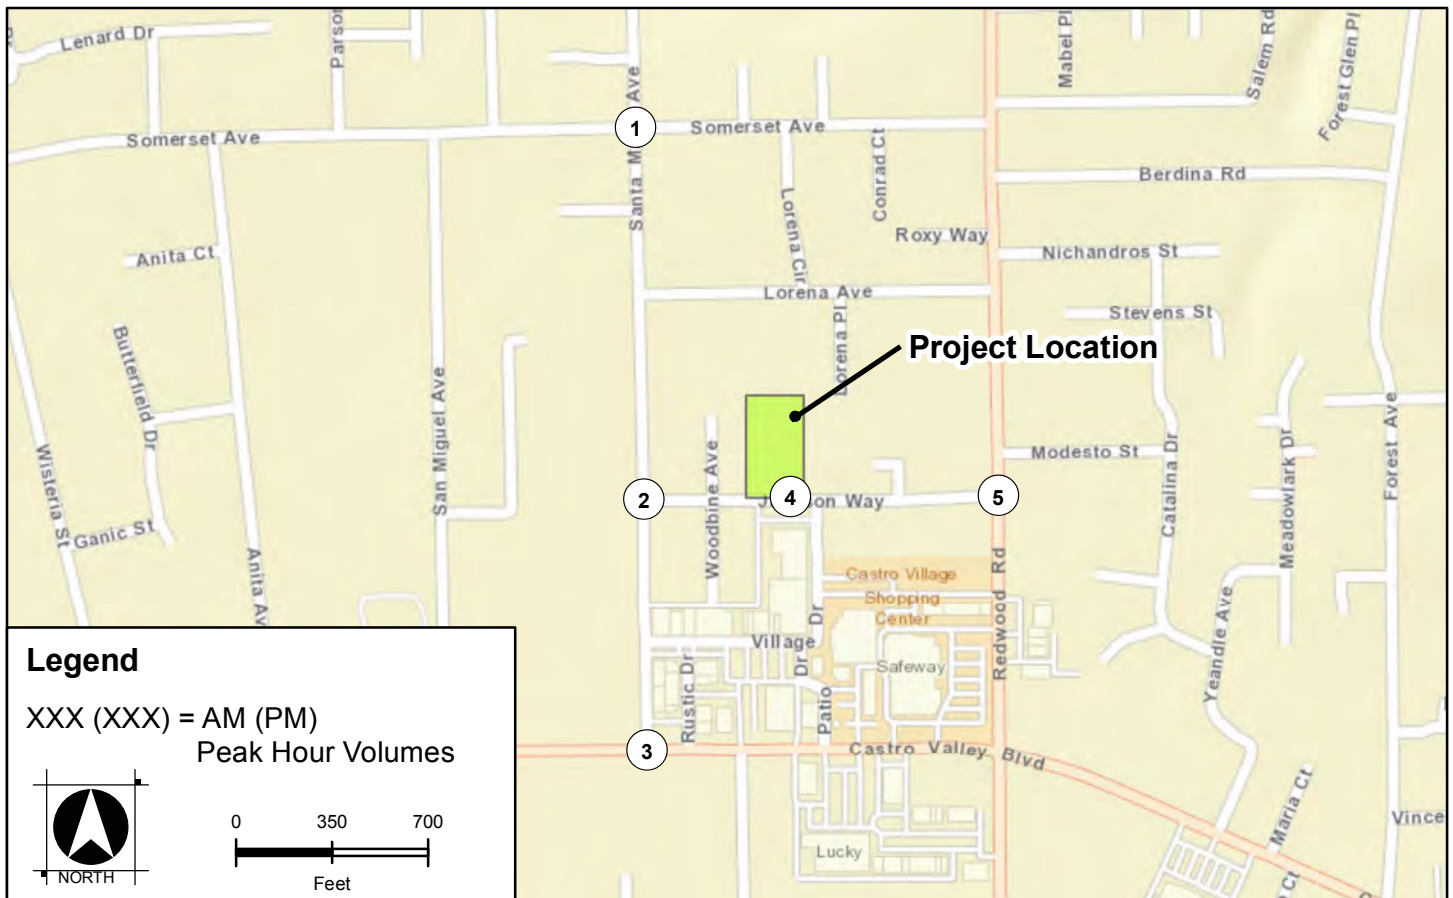 Lenard Dr
Parson
Ave
Mabel Pl
Salem Rd
Forest Glen Pl
Somerset Ave
1
Somerset Ave
Conrad Ct
Berdina Rd
Santa M
Lorena Cir
Roxy Way
Anita Ct
Nichandros St
Lorena Ave
Stevens St
Lorena Pl
Project Location
Butterfield Dr
San Miguel Ave
Wisteria St
Woodbine Ave
Modesto St
Catalina Dr
Meadowlark Dr
Forest Ave
2
4
J son Way
5
Ganic St
Anita Av
Castro Village
Shopping
Center
Redwood Rd
Yeandle Ave
Village
Dr
Dr
Safeway
Rustic Dr
Patio
3
Castro Valley Blvd
Maria Ct
Vince
Lucky
Ct
Legend
XXX (XXX) = AM (PM)
Peak Hour Volumes
0 350 700
Feet
NORTH